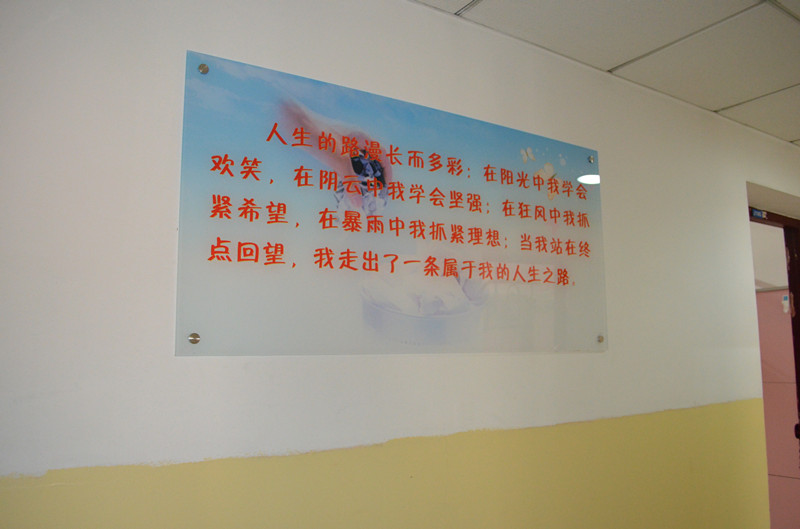 人生的路漫长而多彩：在阳光中我学会
欢笑，在阴云中我学会坚强；在狂风中我抓
紧希望，在暴雨中我抓紧理想；当我站在终
点回望，我走出了一条属于我的人生之路。